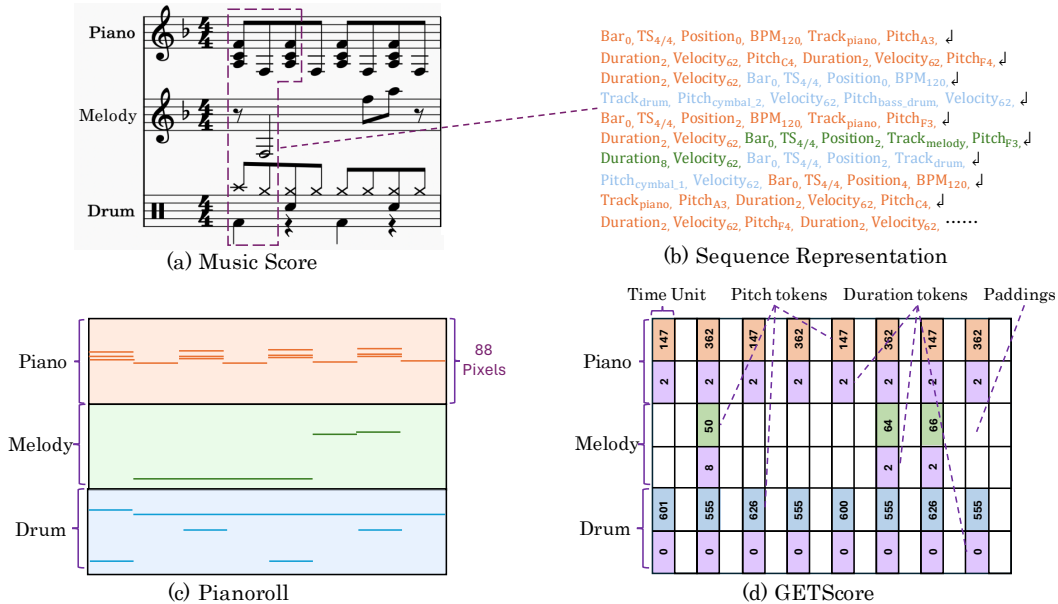 Piano
4
4
Melody
4
4
Drum
4
4
(a) Music Score
Bar0, TS4/4, Position0, BPM120, Trackpiano, PitchA3, ↲
Duration2, Velocity62, PitchC4, Duration2, Velocity62, PitchF4, ↲
Duration2, Velocity62, Bar0, TS4/4, Position0, BPM120, ↲
Trackdrum, Pitchcymbal_2, Velocity62, Pitchbass_drum, Velocity62, ↲
Bar0, TS4/4, Position2, BPM120, Trackpiano, PitchF3, ↲
Duration2, Velocity62, Bar0, TS4/4, Position2, Trackmelody, PitchF3, ↲
Duration8, Velocity62, Bar0, TS4/4, Position2, Trackdrum, ↲
Pitchcymbal_1, Velocity62, Bar0, TS4/4, Position4, BPM120, ↲
Trackpiano, PitchA3, Duration2, Velocity62, PitchC4, ↲
Duration2, Velocity62, PitchF4, Duration2, Velocity62, ……
(b) Sequence Representation
Piano
88
Pixels
Melody
Drum
(c) Pianoroll
Time Unit Pitch tokens Duration tokens Paddings
Piano
147 362 147 362 147 362 147 362
2 2 2 2 2 2 2 2
Melody
50 64 66
8 2 2
Drum
601 555 626 555 600 555 626 555
0 0 0 0 0 0 0 0
(d) GETScore